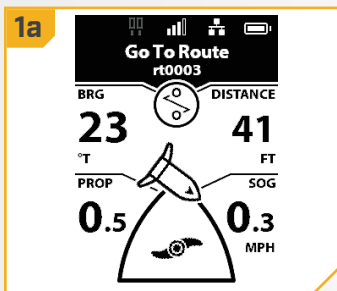 1a
Go To Route
rt0003
BRG
DISTANCE
23
41
°T
FT
PROP
SOG
0.5
0.3
MPH